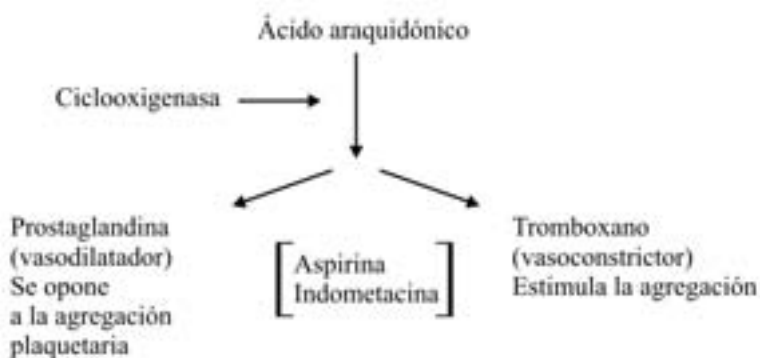 Ácido araquidónico
Ciclooxigenasa
Prostaglandina
(vasodilatador)
Se opone
a la agregación
plaquetaria
Aspirina
Indometacina
Tromboxano
(vasoconstrictor)
Estimula la agregación